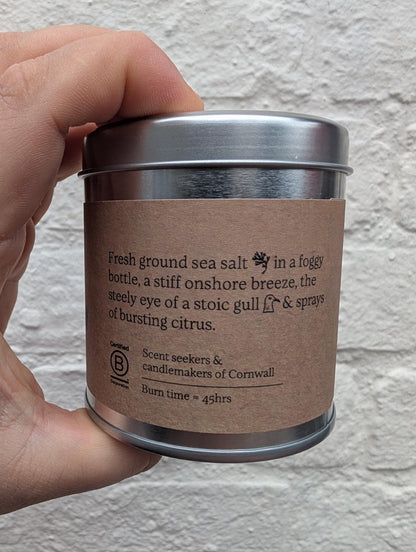 Fresh ground sea salt in a foggy
bottle, a stiff onshore breeze, the
steely eye of a stoic gull & sprays
of bursting citrus.
Certified
B
Corporation
Scent seekers &
candlemakers of Cornwall
Burn time = 45hrs